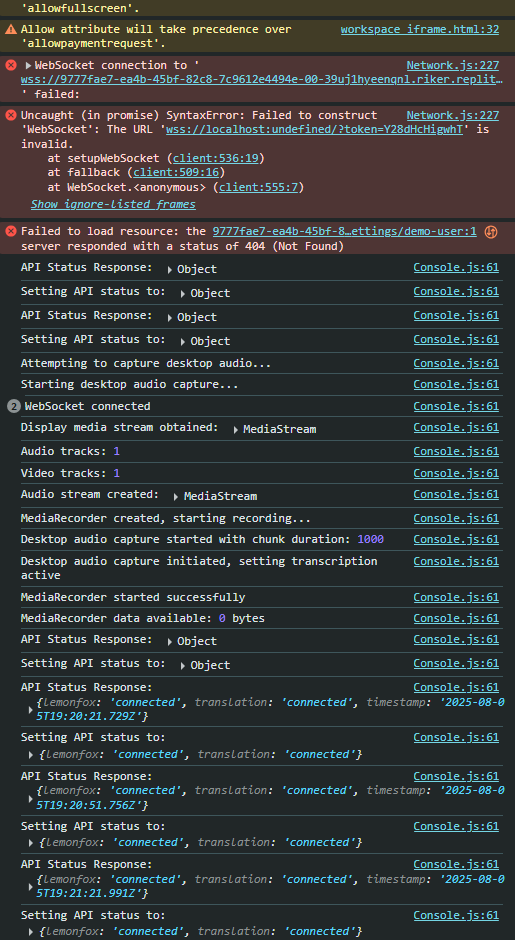 'allowfullscreen'.
Allow attribute will take precedence over workspace_iframe.html:32
'allowpaymentrequest'.
WebSocket connection to ' Network.js:227
wss://9777fae7-ea4b-45bf-82c8-7c9612e4494e-00-39uj1hyeenqnl.riker.replit…
' failed:
Uncaught (in promise) SyntaxError: Failed to construct Network.js:227
'WebSocket': The URL 'wss://localhost:undefined/?token=Y28dHcHigwhT' is
invalid.
at setupWebSocket (client:536:19)
at fallback (client:509:16)
at WebSocket.<anonymous> (client:555:7)
Show ignore-listed frames
Failed to load resource: the 9777fae7-ea4b-45bf-8…ettings/demo-user:1
server responded with a status of 404 (Not Found)
API Status Response: Object Console.js:61
Setting API status to: Object Console.js:61
API Status Response: Object Console.js:61
Setting API status to: Object Console.js:61
Attempting to capture desktop audio... Console.js:61
Starting desktop audio capture... Console.js:61
2 WebSocket connected Console.js:61
Display media stream obtained: MediaStream Console.js:61
Audio tracks: 1 Console.js:61
Video tracks: 1 Console.js:61
Audio stream created: MediaStream Console.js:61
MediaRecorder created, starting recording... Console.js:61
Desktop audio capture started with chunk duration: 1000 Console.js:61
Desktop audio capture initiated, setting transcription Console.js:61
active
MediaRecorder started successfully Console.js:61
MediaRecorder data available: 0 bytes Console.js:61
API Status Response: Object Console.js:61
Setting API status to: Object Console.js:61
API Status Response: Console.js:61
{lemonfox: 'connected', translation: 'connected', timestamp: '2025-08-0
5T19:20:21.729Z'}
Setting API status to: Console.js:61
{lemonfox: 'connected', translation: 'connected'}
API Status Response: Console.js:61
{lemonfox: 'connected', translation: 'connected', timestamp: '2025-08-0
5T19:20:51.756Z'}
Setting API status to: Console.js:61
{lemonfox: 'connected', translation: 'connected'}
API Status Response: Console.js:61
{lemonfox: 'connected', translation: 'connected', timestamp: '2025-08-0
5T19:21:21.991Z'}
Setting API status to: Console.js:61
{lemonfox: 'connected', translation: 'connected'}